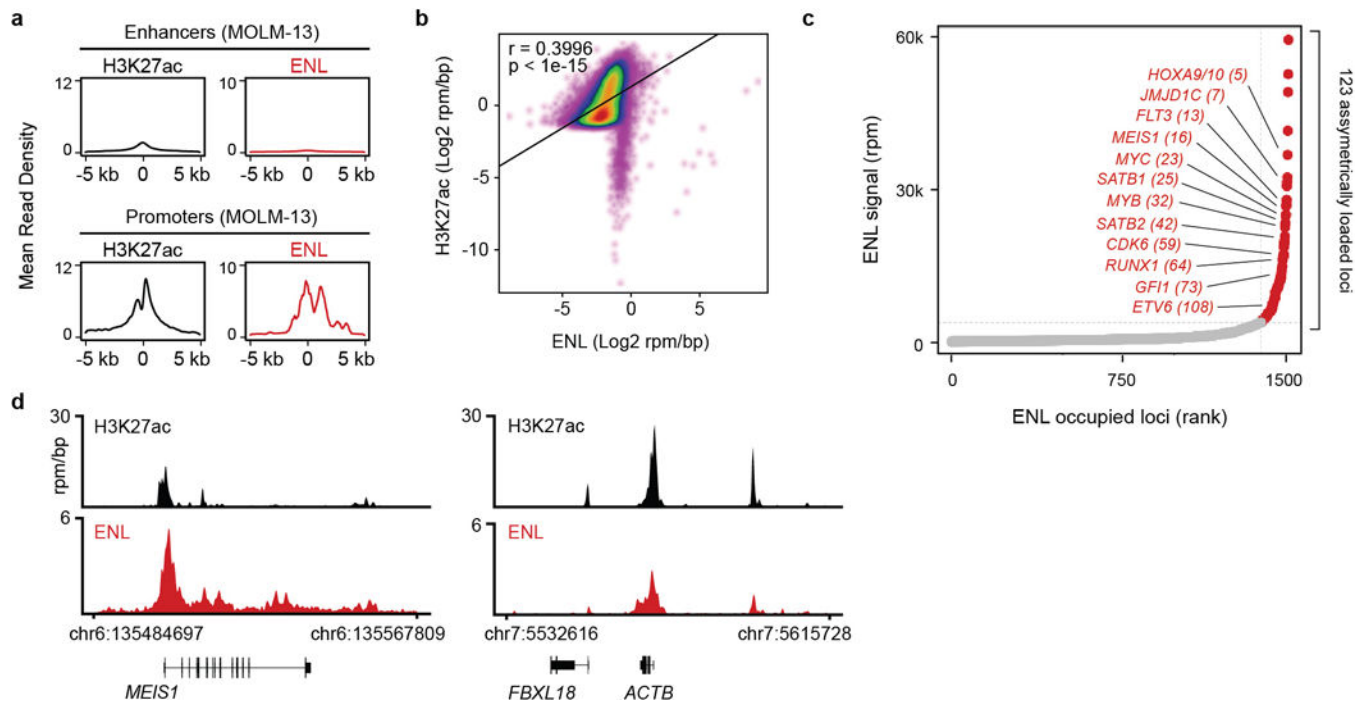 a
Enhancers (MOLM-13)
H3K27ac
ENL
12
0
10
0
-5 kb 0 5 kb
-5 kb 0 5 kb
Promoters (MOLM-13)
H3K27ac
ENL
12
0
10
0
-5 kb 0 5 kb
-5 kb 0 5 kb
Mean Read Density
b
r = 0.3996
p < 1e-15
H3K27ac (Log2 rpm/bp)
0
-5
-10
-5 0 5
ENL (Log2 rpm/bp)
c
60k
30k
0
ENL signal (rpm)
HOXA9/10 (5)
JMJD1C (7)
FLT3 (13)
MEIS1 (16)
MYC (23)
SATB1 (25)
MYB (32)
SATB2 (42)
CDK6 (59)
RUNX1 (64)
GFI1 (73)
ETV6 (108)
123 assymetrically loaded loci
0 750 1500
ENL occupied loci (rank)
d
30
H3K27ac
rpm/bp
6
ENL
chr6:135484697 chr6:135567809
MEIS1
30
H3K27ac
6
ENL
chr7:5532616 chr7:5615728
FBXL18 ACTB